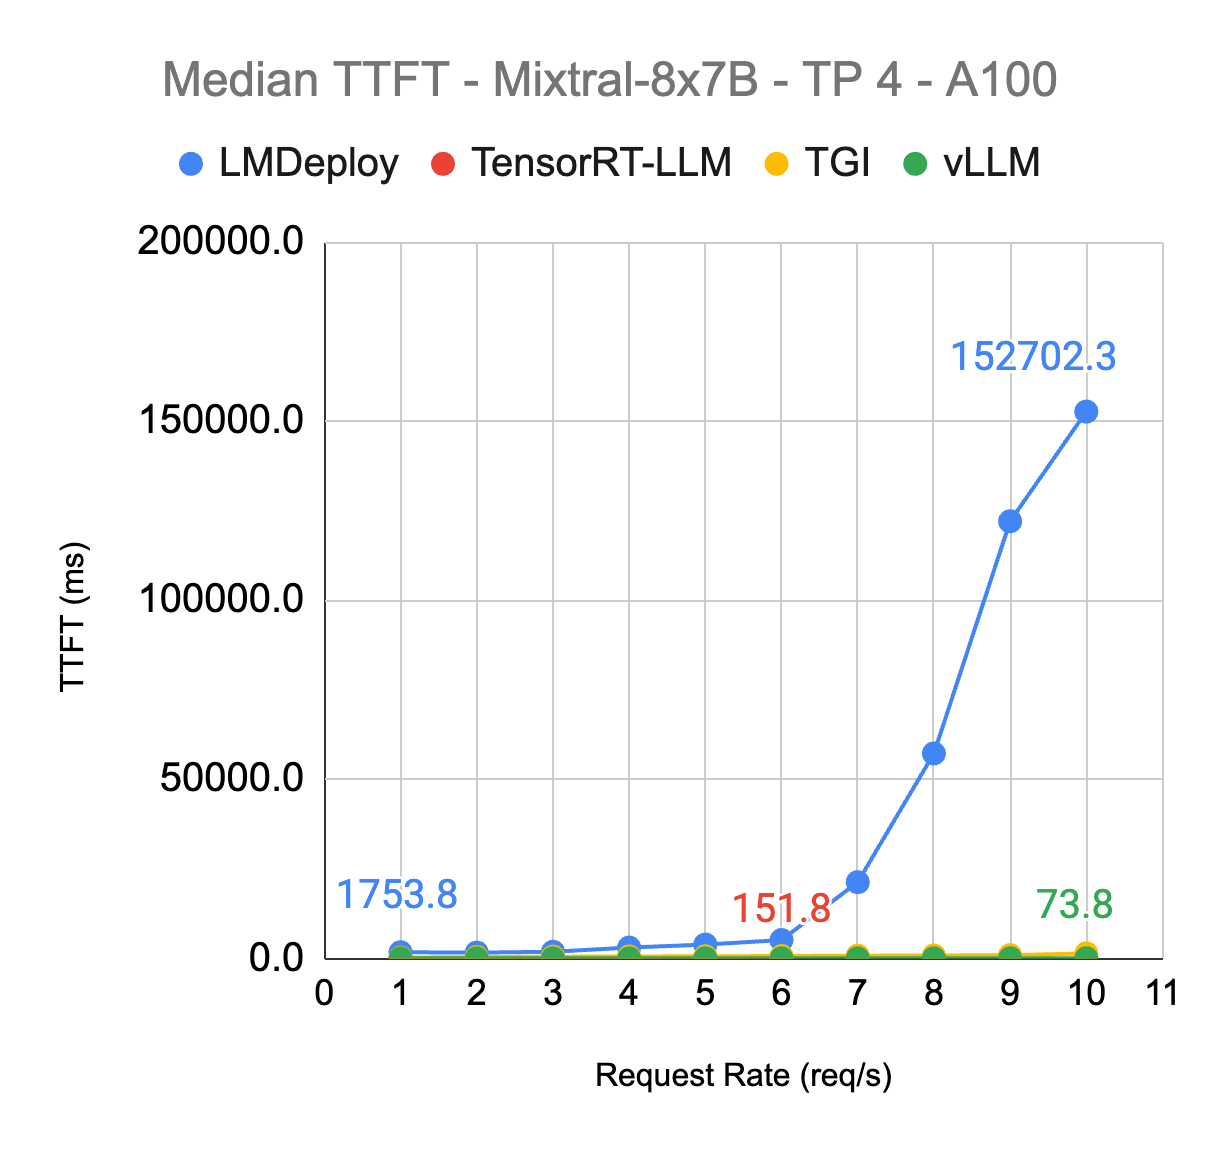 Median TTFT - Mixtral-8x7B - TP 4 - A100
LMDeploy TensorRT-LLM TGI vLLM
200000.0
152702.3
150000.0
TTFT (ms)
100000.0
50000.0
1753.8 151.8 73.8
0.0
0 1 2 3 4 5 6 7 8 9 10 11
Request Rate (req/s)